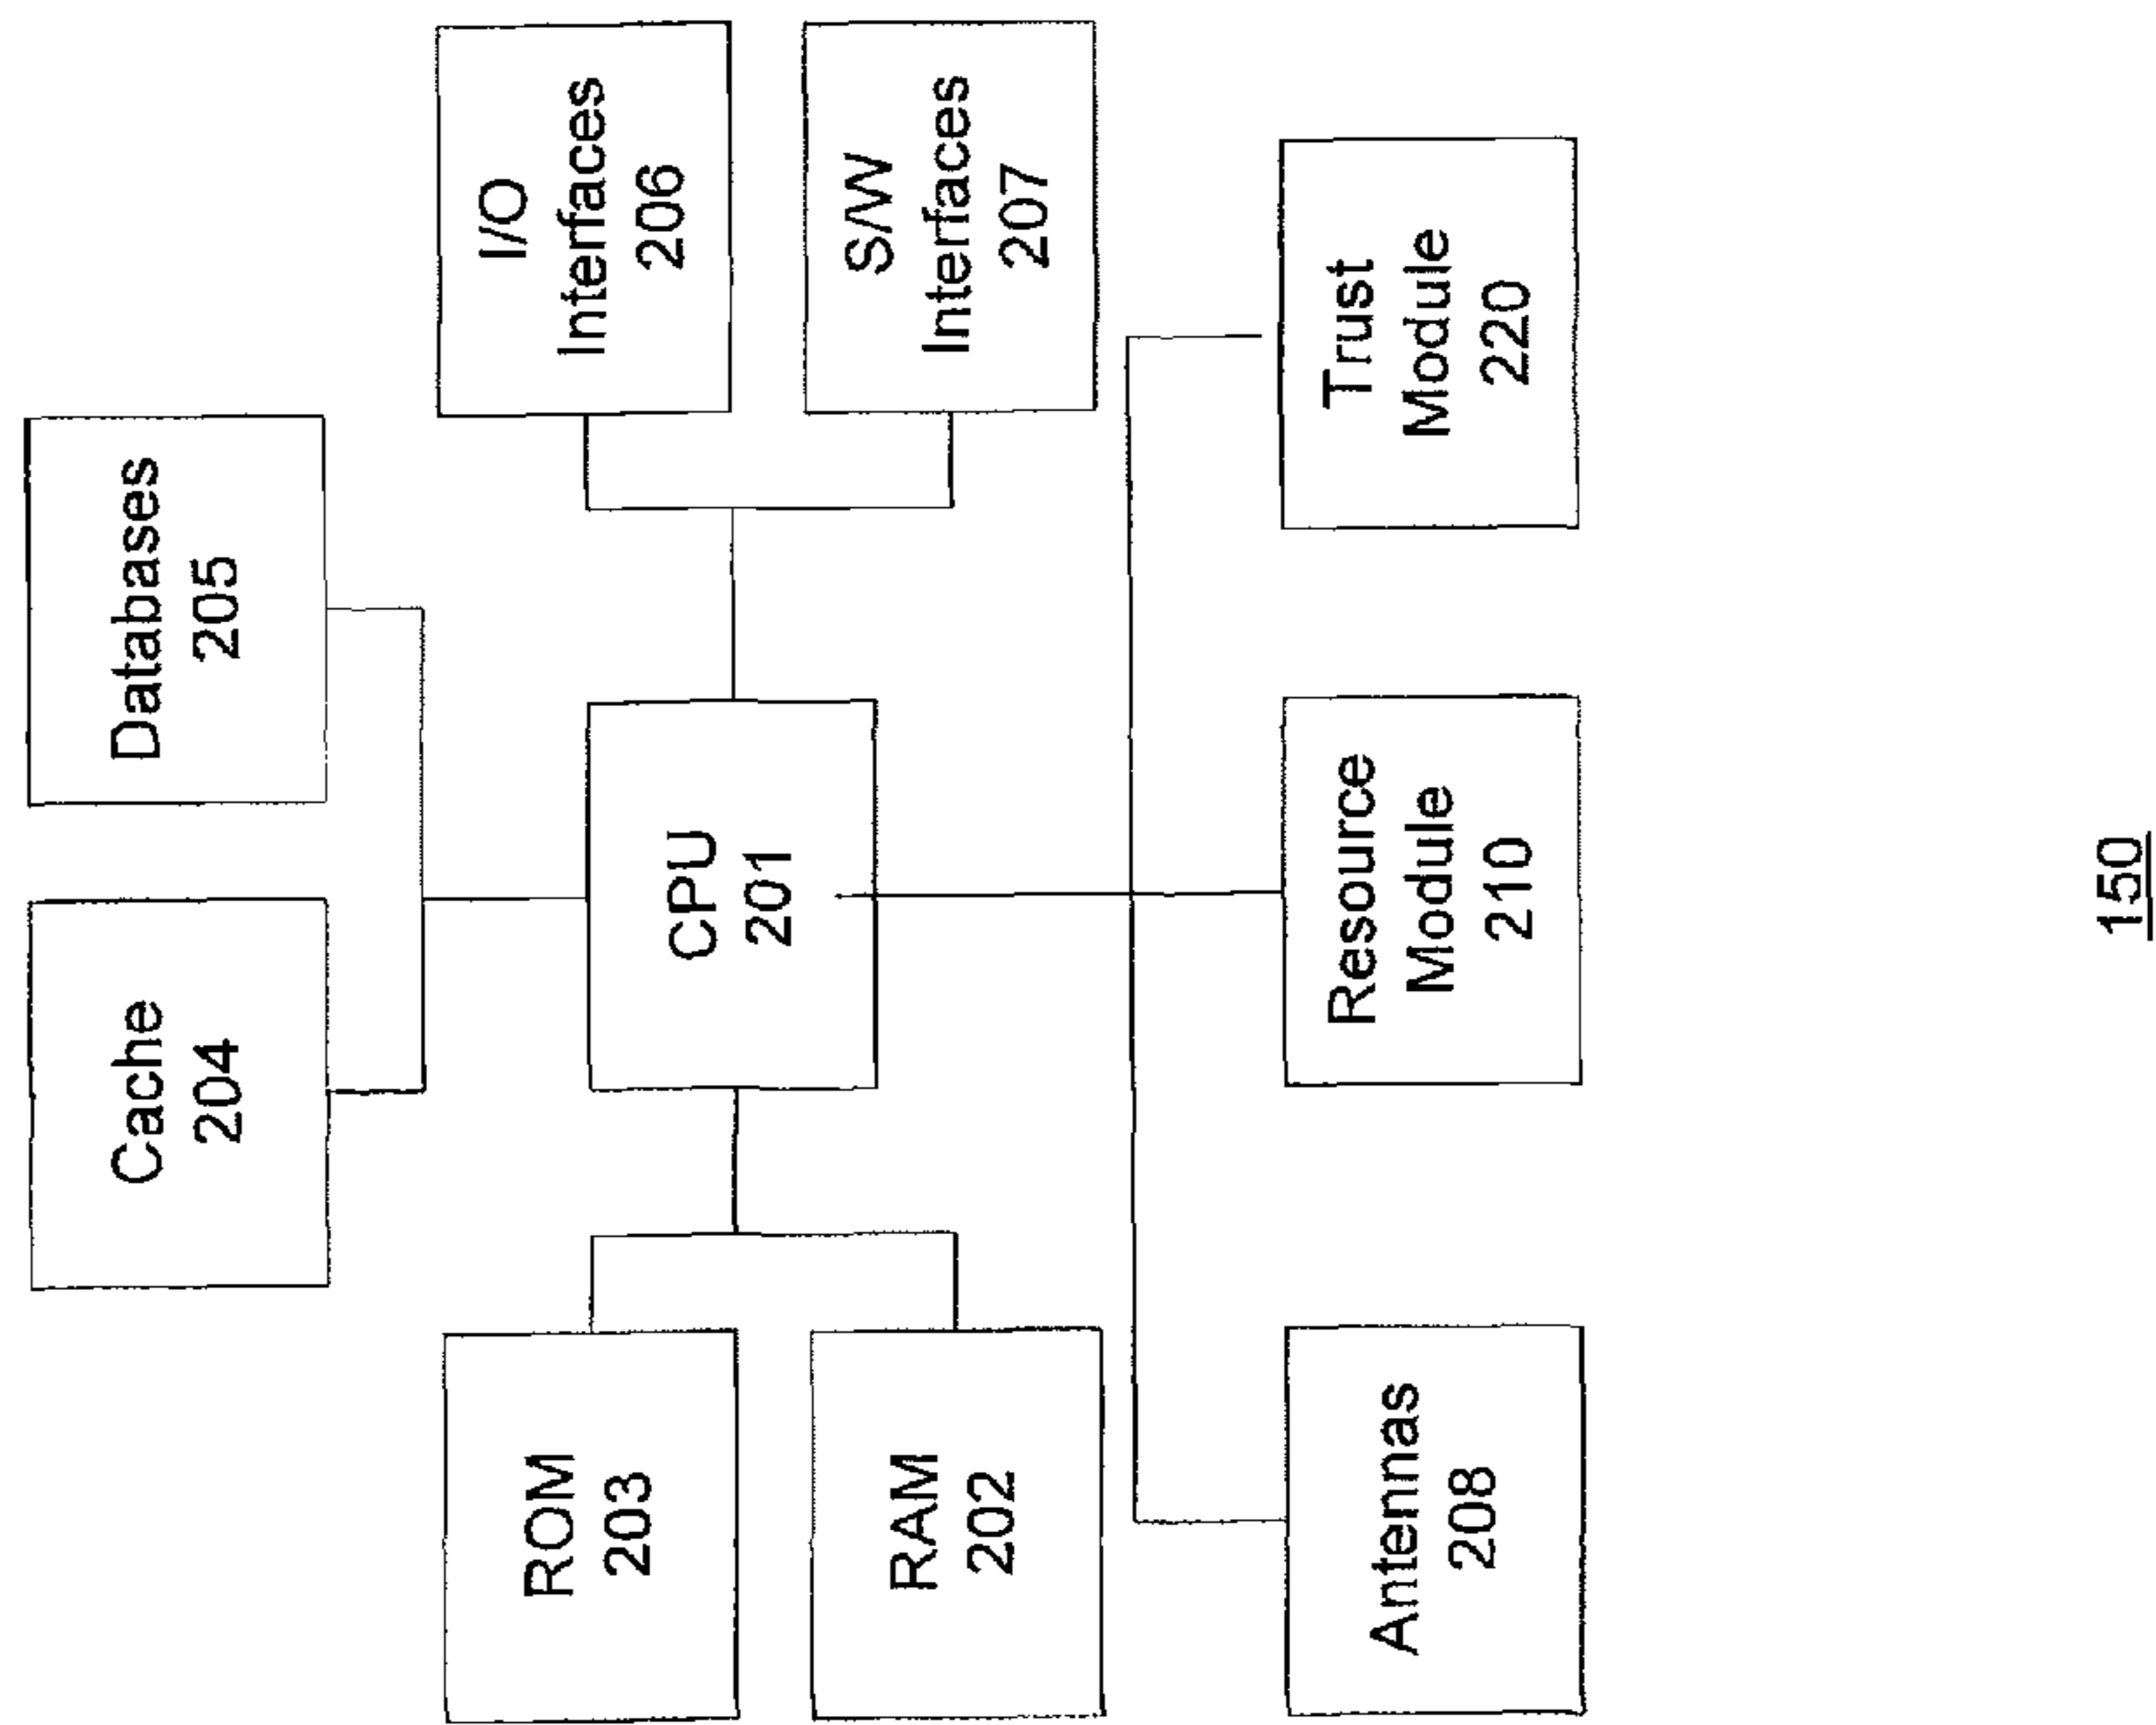 Cache
204
Databases
205
ROM
203
CPU
201
I/O
Interfaces
206
RAM
202
S/W
Interfaces
207
Antennas
208
Resource
Module
210
Trust
Module
220
150